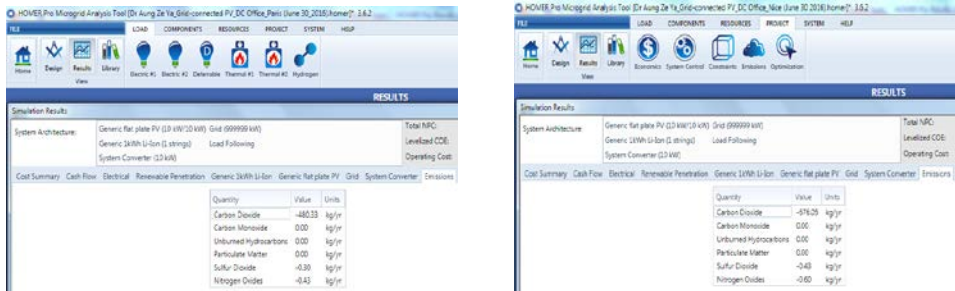 HOMER Pro Microgrid Analysis Tool [Dr Aung Ze Ya_Grid-connected PV_DC Office_Paris (June 30_2016).homer]* 3.6.2
FILE
LOAD COMPONENTS RESOURCES PROJECT SYSTEM HELP
Home Design Results Library Electric #1 Electric #2 Deferrable Thermal #1 Thermal #2 Hydrogen
View
RESULTS
Simulation Results
System Architecture: Generic flat plate PV (10 kW/10 kW) Grid (999999 kW) Total NPC:
Generic 1kWh Li-Ion (1 strings) Load Following Levelized COE:
System Converter (10 kW) Operating Cost:
Cost Summary Cash Flow Electrical Renewable Penetration Generic 1kWh Li-Ion Generic flat plate PV Grid System Converter Emissions
Quantity Value Units
Carbon Dioxide -480.33 kg/yr
Carbon Monoxide 0.00 kg/yr
Unburned Hydrocarbons 0.00 kg/yr
Particulate Matter 0.00 kg/yr
Sulfur Dioxide -0.30 kg/yr
Nitrogen Oxides -0.43 kg/yr
HOMER Pro Microgrid Analysis Tool [Dr Aung Ze Ya_Grid-connected PV_DC Office_Nice (June 30 2016).homer]* 3.6.2
FILE
LOAD COMPONENTS RESOURCES PROJECT SYSTEM HELP
Home Design Results Library Economics System Control Constraints Emissions Optimization
View
RESULTS
Simulation Results
System Architecture: Generic flat plate PV (10 kW/10 kW) Grid (999999 kW) Total NPC:
Generic 1kWh Li-Ion (1 strings) Load Following Levelized COE:
System Converter (10 kW) Operating Cost:
Cost Summary Cash Flow Electrical Renewable Penetration Generic 1kWh Li-Ion Generic flat plate PV Grid System Converter Emissions
Quantity Value Units
Carbon Dioxide -676.09 kg/yr
Carbon Monoxide 0.00 kg/yr
Unburned Hydrocarbons 0.00 kg/yr
Particulate Matter 0.00 kg/yr
Sulfur Dioxide -0.43 kg/yr
Nitrogen Oxides -0.60 kg/yr